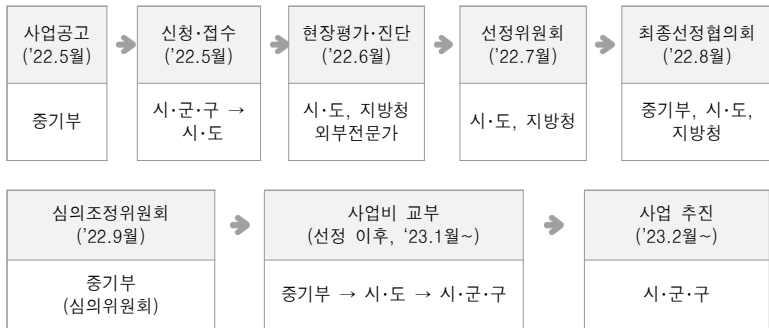 사업공고
('22.5월)
중기부
신청·접수
('22.5월)
시·군·구 →
시·도
현장평가·진단
('22.6월)
시·도, 지방청
외부전문가
선정위원회
('22.7월)
시·도, 지방청
최종선정협의회
('22.8월)
중기부, 시·도,
지방청
심의조정위원회
('22.9월)
중기부
(심의위원회)
사업비 교부
(선정 이후, ‘23.1월~)
중기부 → 시·도 → 시·군·구
사업 추진
('23.2월~)
시·군·구